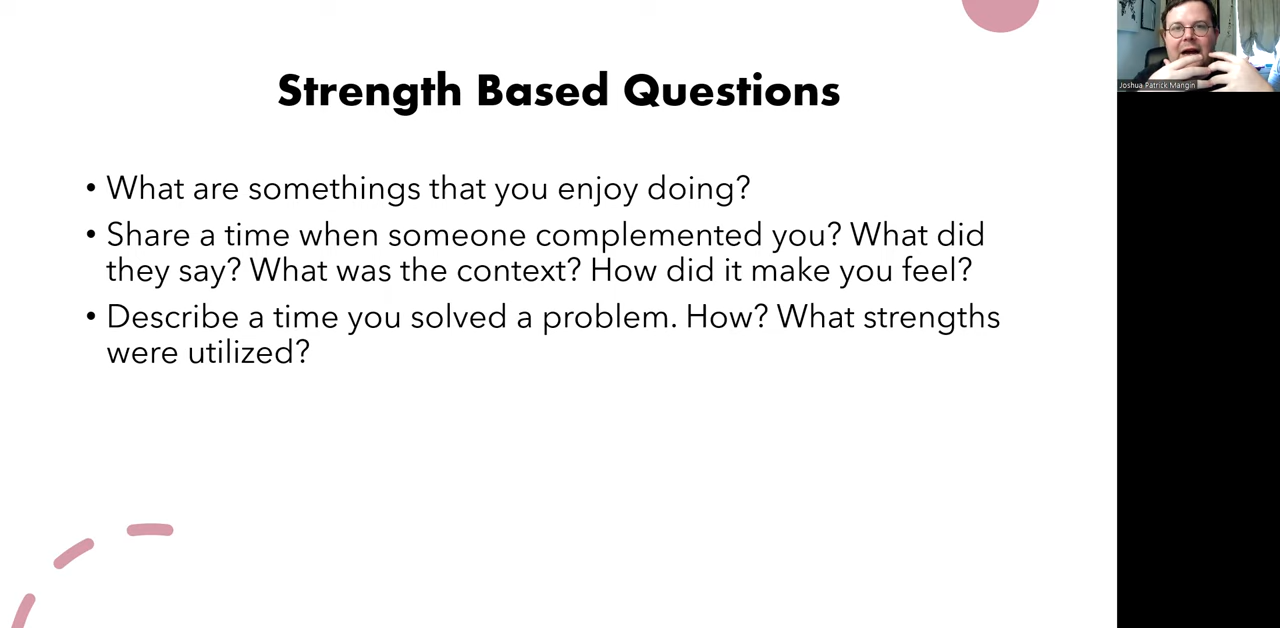 Strength Based Questions
• What are somethings that you enjoy doing?
• Share a time when someone complemented you? What did
they say? What was the context? How did it make you feel?
• Describe a time you solved a problem. How? What strengths
were utilized?
Joshua Patrick Mangin